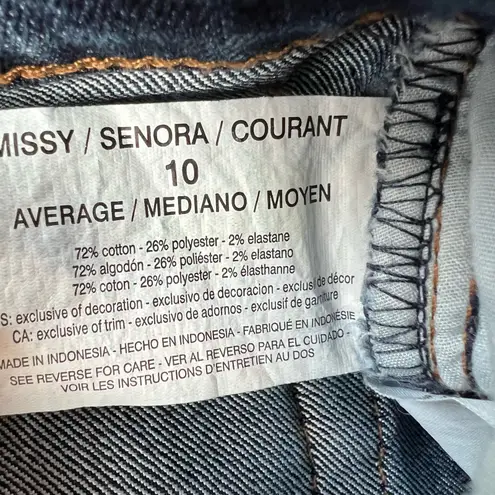 MISSY / SENORA / COURANT
10
AVERAGE / MEDIANO / MOYEN
72% cotton - 26% polyester - 2% elastane
72% algodón - 26% poliéster - 2% elastano
72% coton - 26% polyester - 2% élasthanne
S: exclusive of decoration - exclusivo de decoracion - exclusif de décor
CA: exclusive of trim - exclusivo de adornos - exclusif de garniture
MADE IN INDONESIA - HECHO EN INDONESIA - FABRIQUÉ EN INDONÉSIE
SEE REVERSE FOR CARE - VER AL REVERSO PARA EL CUIDADO -
VOIR LES INSTRUCTIONS D'ENTRETIEN AU DOS